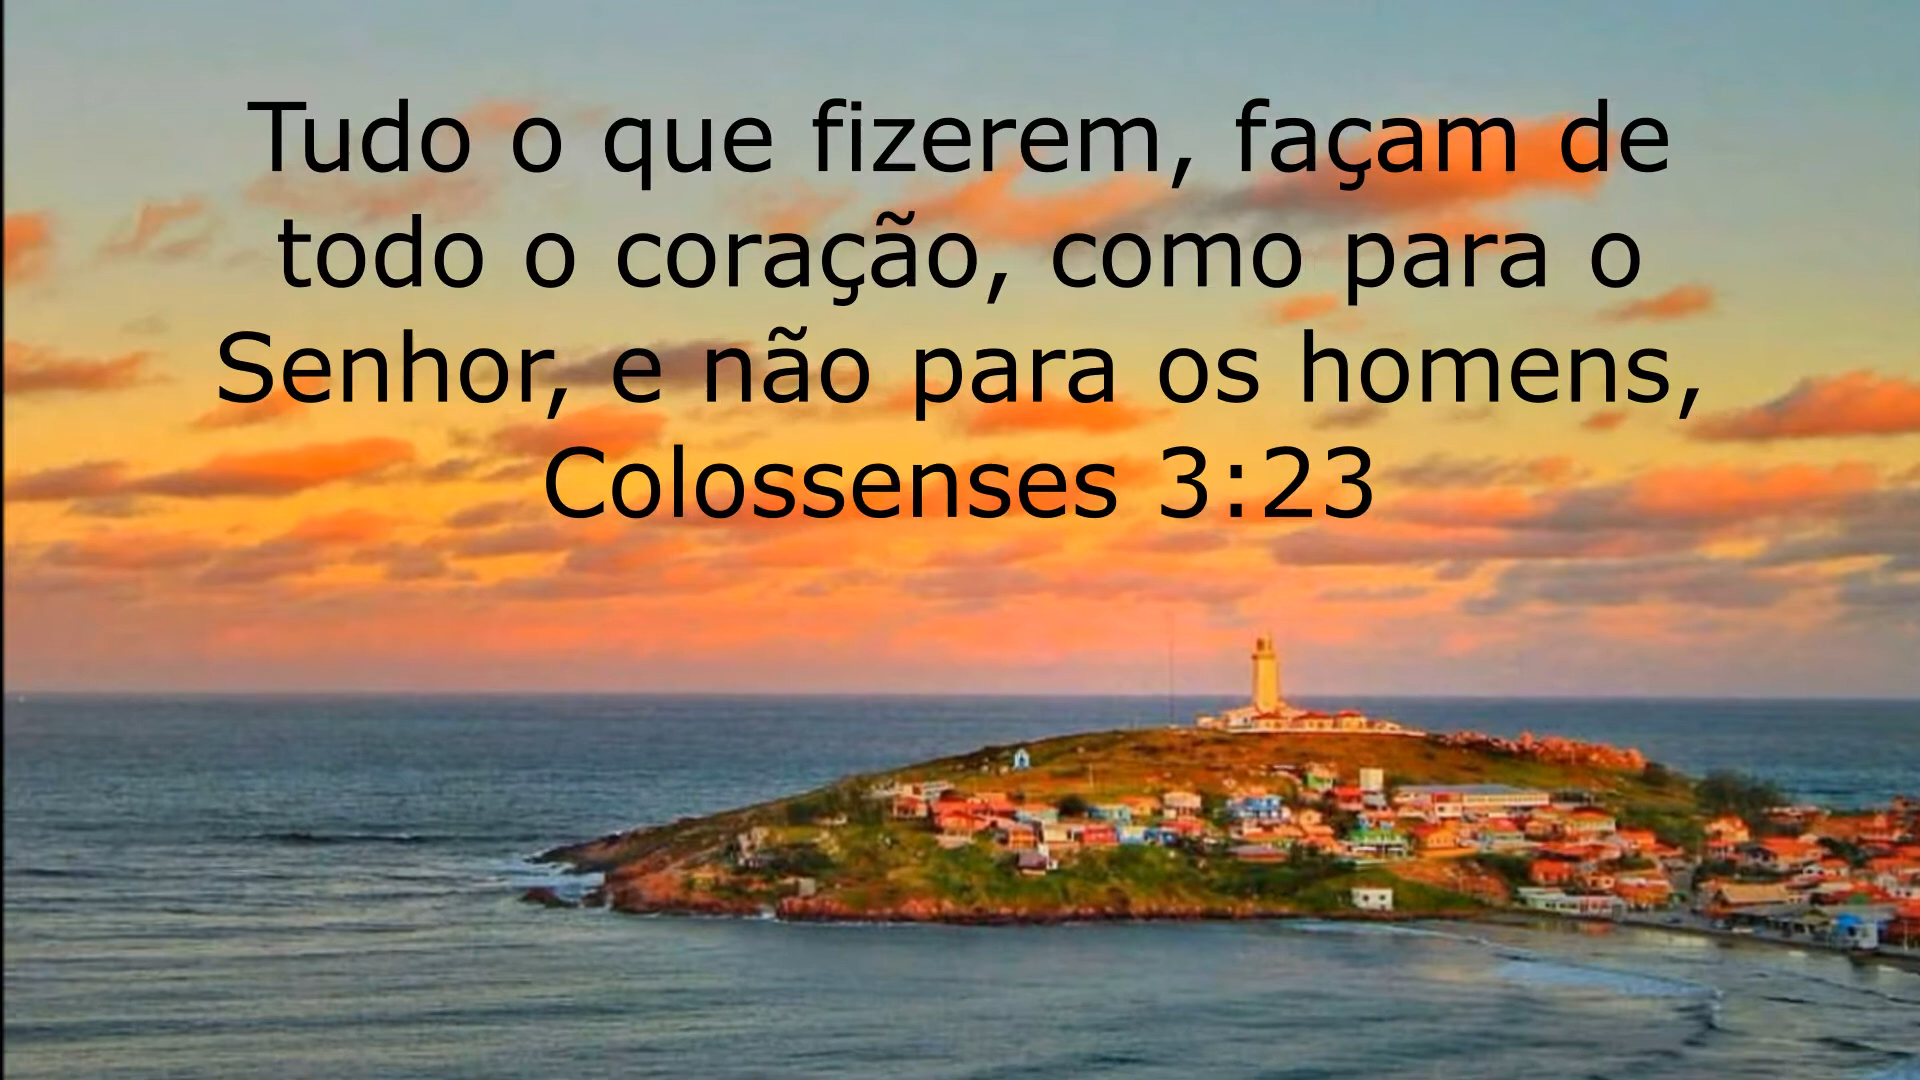 Tudo o que fizerem, façam de
todo o coração, como para o
Senhor, e não para os homens,
Colossenses 3:23